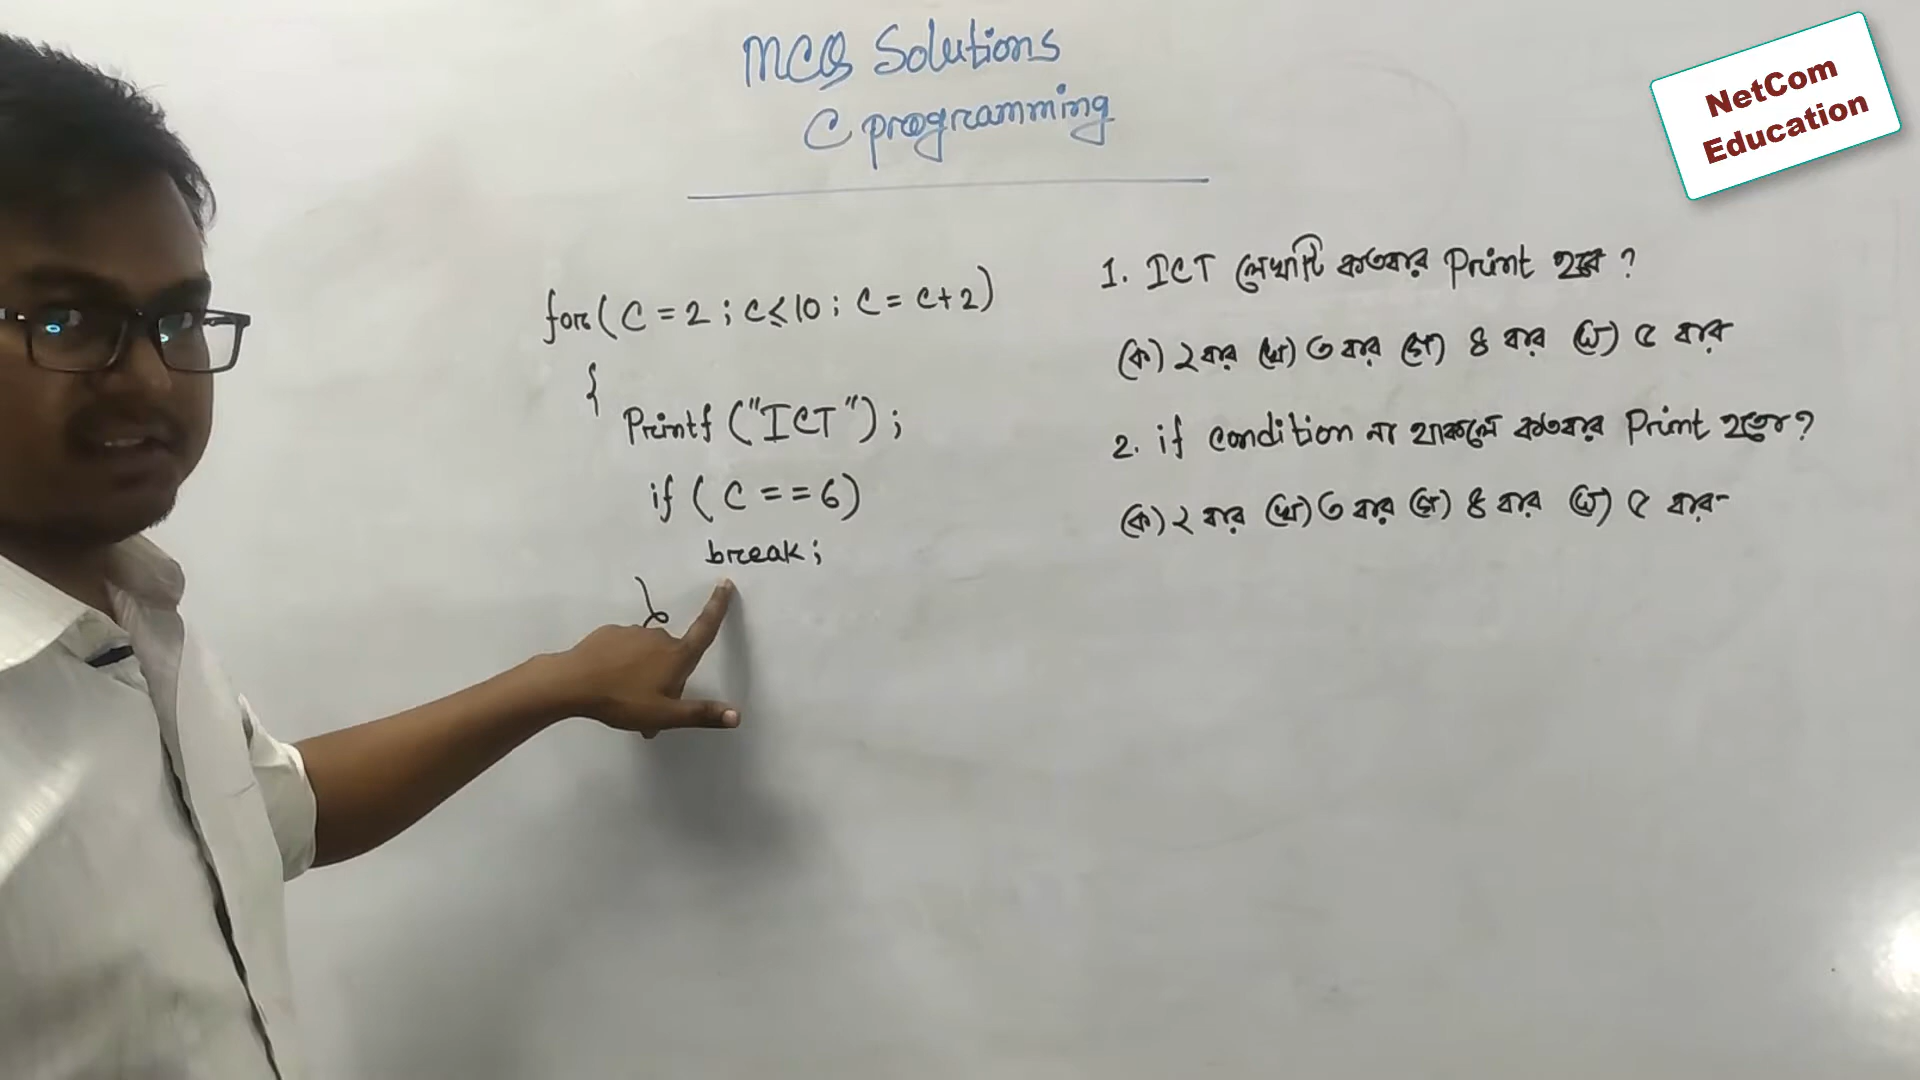 MCQ Solutions
C programming
NetCom
Education
for( C = 2 ; c ≤ 10 ; c = c+2)
{
Printf ("ICT");
if ( C == 6)
break;
}
1. ICT লেখাটি কতবার Print হবে ?
(ক) ২ বার (খ) ৩ বার (গ) ৪ বার (ঘ) ৫ বার
2. if condition না থাকলে কতবার Print হতো?
(ক) ২ বার (খ) ৩ বার (গ) ৪ বার (ঘ) ৫ বার